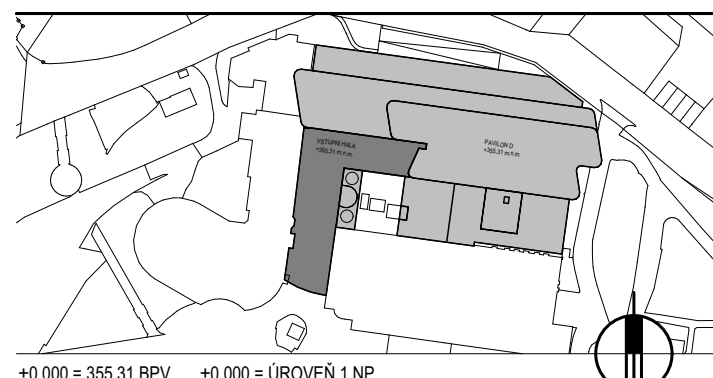 VSTUPNÍ HALA
+355,31 m.n.m.
PAVILON D
+355,31 m.n.m.
±0,000 = 355,31 BPV ±0,000 = ÚROVEŇ 1.NP